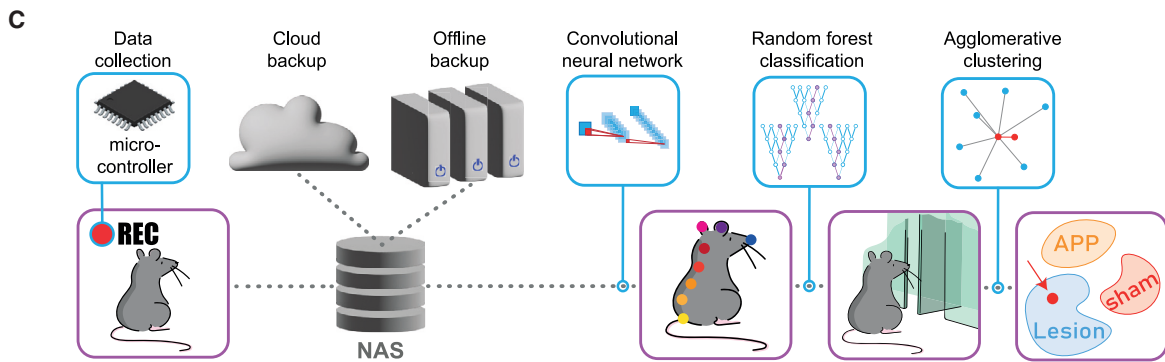 C
Data
collection
Cloud
backup
Offline
backup
Convolutional
neural network
Random forest
classification
Agglomerative
clustering
micro-
controller
REC
NAS
APP
sham
Lesion